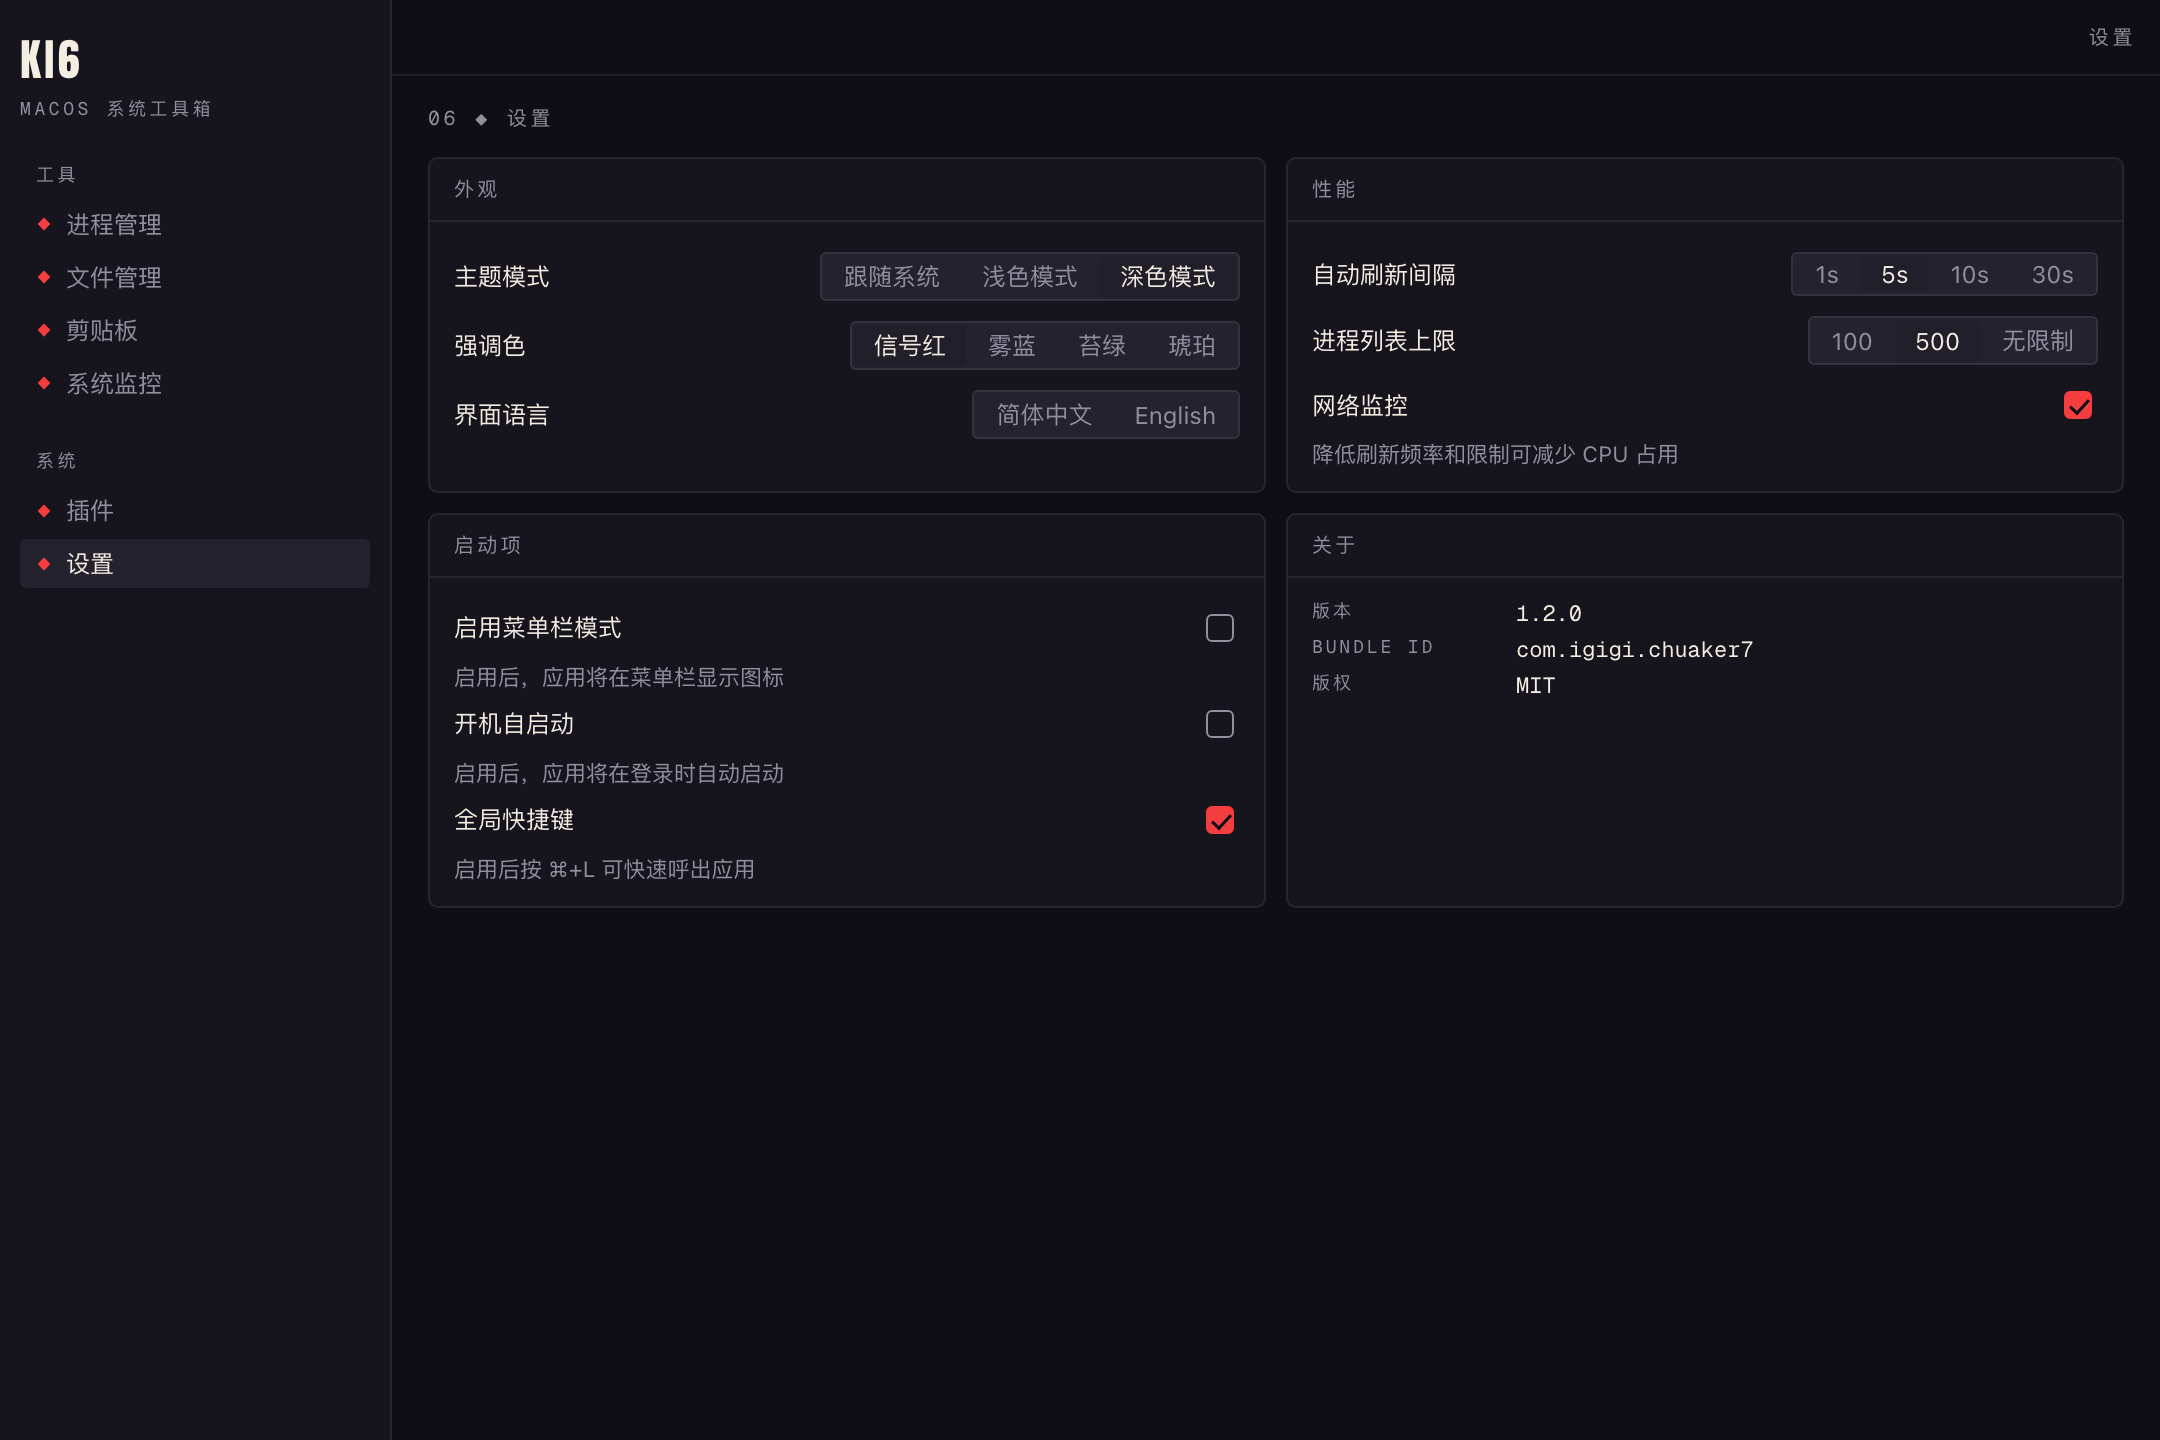 KI6
MACOS 系统工具箱
工具
进程管理
文件管理
剪贴板
系统监控
系统
插件
设置
设置
06 ◆ 设置
外观
主题模式 跟随系统 浅色模式 深色模式
强调色 信号红 雾蓝 苔绿 琥珀
界面语言 简体中文 English
性能
自动刷新间隔 1s 5s 10s 30s
进程列表上限 100 500 无限制
网络监控
降低刷新频率和限制可减少 CPU 占用
启动项
启用菜单栏模式
启用后，应用将在菜单栏显示图标
开机自启动
启用后，应用将在登录时自动启动
全局快捷键
启用后按 ⌘+L 可快速呼出应用
关于
版本 1.2.0
BUNDLE ID com.igigi.chuaker7
版权 MIT